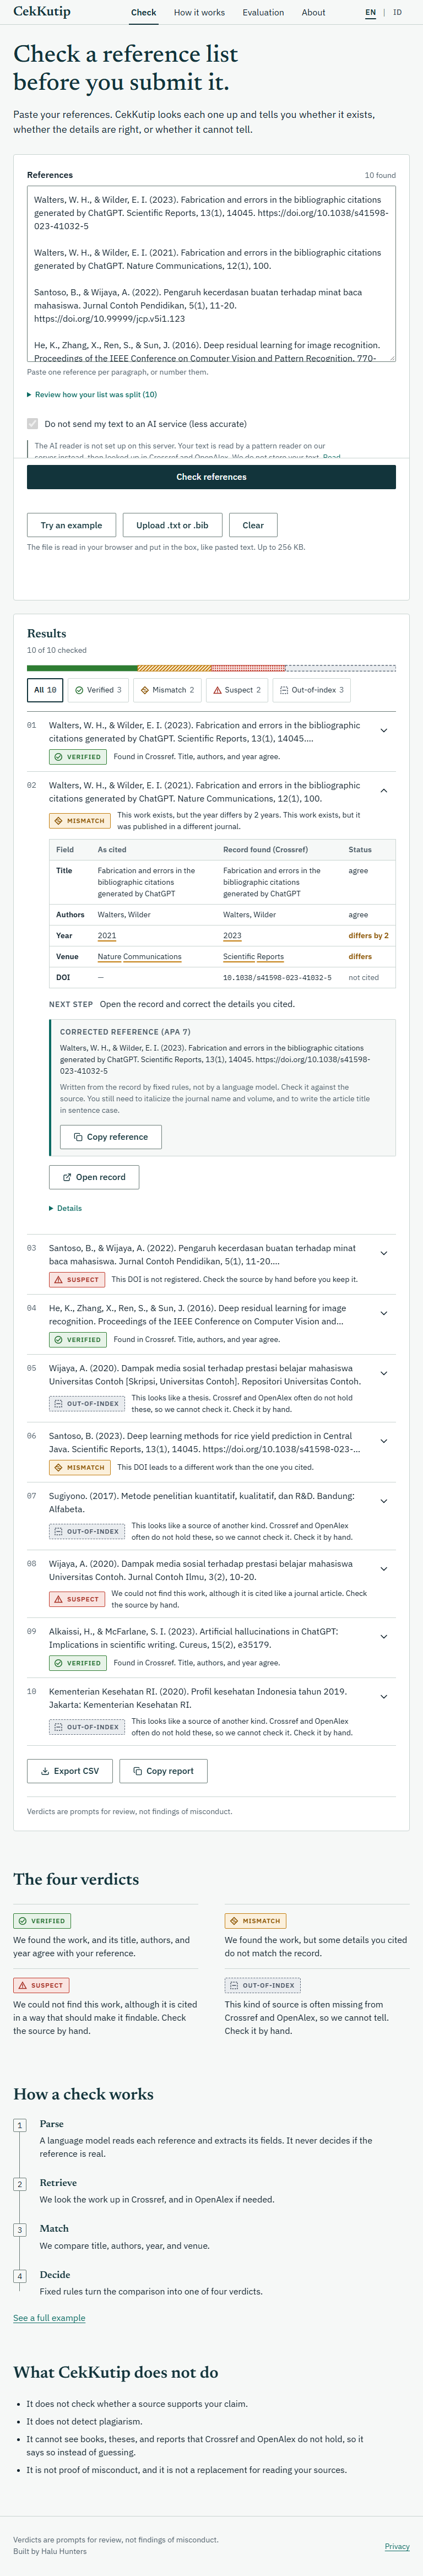 CekKutip
Check
How it works
Evaluation
About
EN | ID
Check a reference list
before you submit it.
Paste your references. CekKutip looks each one up and tells you whether it exists,
whether the details are right, or whether it cannot tell.
References
10 found
Walters, W. H., & Wilder, E. I. (2023). Fabrication and errors in the bibliographic citations
generated by ChatGPT. Scientific Reports, 13(1), 14045. https://doi.org/10.1038/s41598-
023-41032-5
Walters, W. H., & Wilder, E. I. (2021). Fabrication and errors in the bibliographic citations
generated by ChatGPT. Nature Communications, 12(1), 100.
Santoso, B., & Wijaya, A. (2022). Pengaruh kecerdasan buatan terhadap minat baca
mahasiswa. Jurnal Contoh Pendidikan, 5(1), 11-20.
https://doi.org/10.99999/jcp.v5i1.123
He, K., Zhang, X., Ren, S., & Sun, J. (2016). Deep residual learning for image recognition.
Proceedings of the IEEE Conference on Computer Vision and Pattern Recognition, 770-
Paste one reference per paragraph, or number them.
Review how your list was split (10)
Do not send my text to an AI service (less accurate)
The AI reader is not set up on this server. Your text is read by a pattern reader on our
server instead, then looked up in Crossref and OpenAlex. We do not store your text. Read
Check references
Try an example
Upload .txt or .bib
Clear
The file is read in your browser and put in the box, like pasted text. Up to 256 KB.
Results
10 of 10 checked
All 10
Verified 3
Mismatch 2
Suspect 2
Out-of-index 3
01 Walters, W. H., & Wilder, E. I. (2023). Fabrication and errors in the bibliographic
citations generated by ChatGPT. Scientific Reports, 13(1), 14045....
VERIFIED Found in Crossref. Title, authors, and year agree.
02 Walters, W. H., & Wilder, E. I. (2021). Fabrication and errors in the bibliographic
citations generated by ChatGPT. Nature Communications, 12(1), 100.
MISMATCH This work exists, but the year differs by 2 years. This work exists, but it
was published in a different journal.
Field As cited Record found (Crossref) Status
Title Fabrication and errors in the Fabrication and errors in the agree
bibliographic citations bibliographic citations
generated by ChatGPT generated by ChatGPT
Authors Walters, Wilder Walters, Wilder agree
Year 2021 2023 differs by 2
Venue Nature Communications Scientific Reports differs
DOI — 10.1038/s41598-023-41032-5 not cited
NEXT STEP Open the record and correct the details you cited.
CORRECTED REFERENCE (APA 7)
Walters, W. H., & Wilder, E. I. (2023). Fabrication and errors in the bibliographic citations
generated by ChatGPT. Scientific Reports, 13(1), 14045. https://doi.org/10.1038/s41598-
023-41032-5
Written from the record by fixed rules, not by a language model. Check it against the
source. You still need to italicize the journal name and volume, and to write the article title
in sentence case.
Copy reference
Open record
Details
03 Santoso, B., & Wijaya, A. (2022). Pengaruh kecerdasan buatan terhadap minat
baca mahasiswa. Jurnal Contoh Pendidikan, 5(1), 11-20....
SUSPECT This DOI is not registered. Check the source by hand before you keep it.
04 He, K., Zhang, X., Ren, S., & Sun, J. (2016). Deep residual learning for image
recognition. Proceedings of the IEEE Conference on Computer Vision and...
VERIFIED Found in Crossref. Title, authors, and year agree.
05 Wijaya, A. (2020). Dampak media sosial terhadap prestasi belajar mahasiswa
Universitas Contoh [Skripsi, Universitas Contoh]. Repositori Universitas Contoh.
OUT-OF-INDEX This looks like a thesis. Crossref and OpenAlex often do not hold
these, so we cannot check it. Check it by hand.
06 Santoso, B. (2023). Deep learning methods for rice yield prediction in Central
Java. Scientific Reports, 13(1), 14045. https://doi.org/10.1038/s41598-023-...
MISMATCH This DOI leads to a different work than the one you cited.
07 Sugiyono. (2017). Metode penelitian kuantitatif, kualitatif, dan R&D. Bandung:
Alfabeta.
OUT-OF-INDEX This looks like a source of another kind. Crossref and OpenAlex
often do not hold these, so we cannot check it. Check it by hand.
08 Wijaya, A. (2020). Dampak media sosial terhadap prestasi belajar mahasiswa
Universitas Contoh. Jurnal Contoh Ilmu, 3(2), 10-20.
SUSPECT We could not find this work, although it is cited like a journal article. Check
the source by hand.
09 Alkaissi, H., & McFarlane, S. I. (2023). Artificial hallucinations in ChatGPT:
Implications in scientific writing. Cureus, 15(2), e35179.
VERIFIED Found in Crossref. Title, authors, and year agree.
10 Kementerian Kesehatan RI. (2020). Profil kesehatan Indonesia tahun 2019.
Jakarta: Kementerian Kesehatan RI.
OUT-OF-INDEX This looks like a source of another kind. Crossref and OpenAlex
often do not hold these, so we cannot check it. Check it by hand.
Export CSV
Copy report
Verdicts are prompts for review, not findings of misconduct.
The four verdicts
VERIFIED
We found the work, and its title, authors, and
year agree with your reference.
MISMATCH
We found the work, but some details you cited
do not match the record.
SUSPECT
We could not find this work, although it is cited
in a way that should make it findable. Check
the source by hand.
OUT-OF-INDEX
This kind of source is often missing from
Crossref and OpenAlex, so we cannot tell.
Check it by hand.
How a check works
1 Parse
A language model reads each reference and extracts its fields. It never decides if the
reference is real.
2 Retrieve
We look the work up in Crossref, and in OpenAlex if needed.
3 Match
We compare title, authors, year, and venue.
4 Decide
Fixed rules turn the comparison into one of four verdicts.
See a full example
What CekKutip does not do
• It does not check whether a source supports your claim.
• It does not detect plagiarism.
• It cannot see books, theses, and reports that Crossref and OpenAlex do not hold, so it
says so instead of guessing.
• It is not proof of misconduct, and it is not a replacement for reading your sources.
Verdicts are prompts for review, not findings of misconduct.
Built by Halu Hunters
Privacy